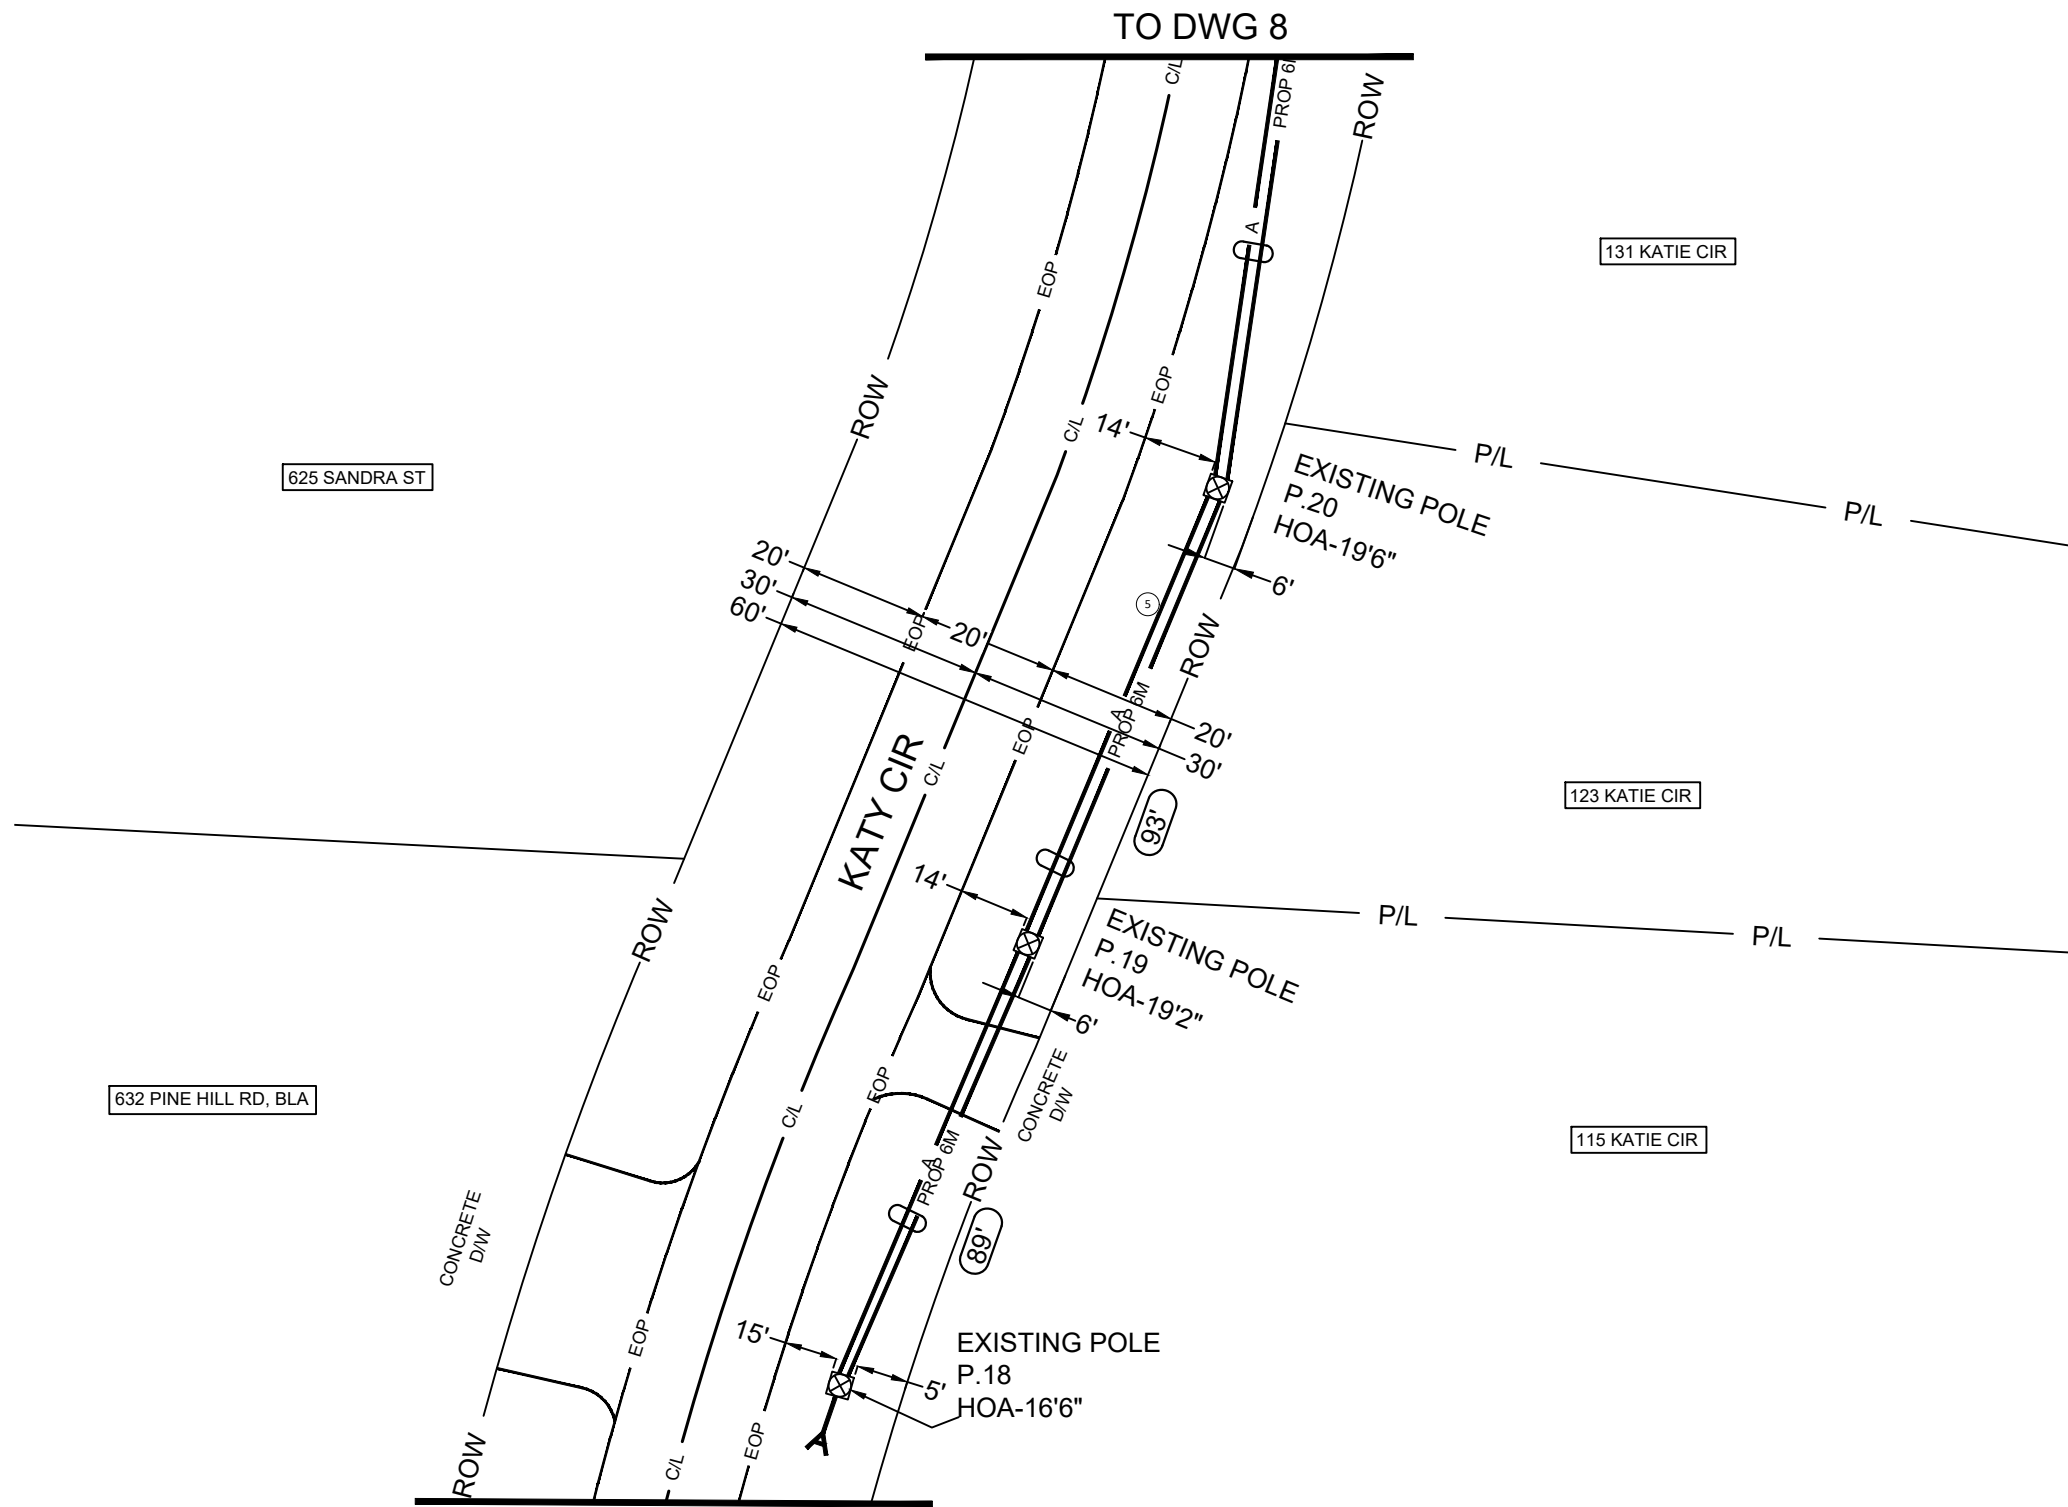 TO DWG 8
C/L
PROP
ROW
A
131 KATIE CIR
EOP
EOP
ROW
14'
C/L
P/L
625 SANDRA ST
EXISTING POLE
P.20
HOA-19'6"
P/L
20'
30'
60'
6'
5
EOP
20'
ROW
PROP 6M
A
EOP
20'
30'
KATY CIR
C/L
123 KATIE CIR
93'
14'
ROW
EXISTING POLE
P.19
HOA-19'2"
P/L
P/L
EOP
6'
EOP
CONCRETE
D/W
632 PINE HILL RD, BLA
C/L
115 KATIE CIR
PROP 6M
A
ROW
CONCRETE
D/W
89'
EOP
15'
5'
EXISTING POLE
P.18
HOA-16'6"
EOP
ROW
C/L
A